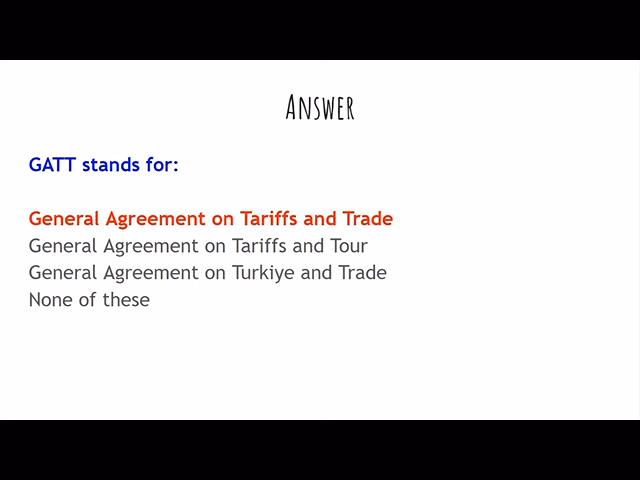 Answer
GATT stands for:
General Agreement on Tariffs and Trade
General Agreement on Tariffs and Tour
General Agreement on Turkiye and Trade
None of these